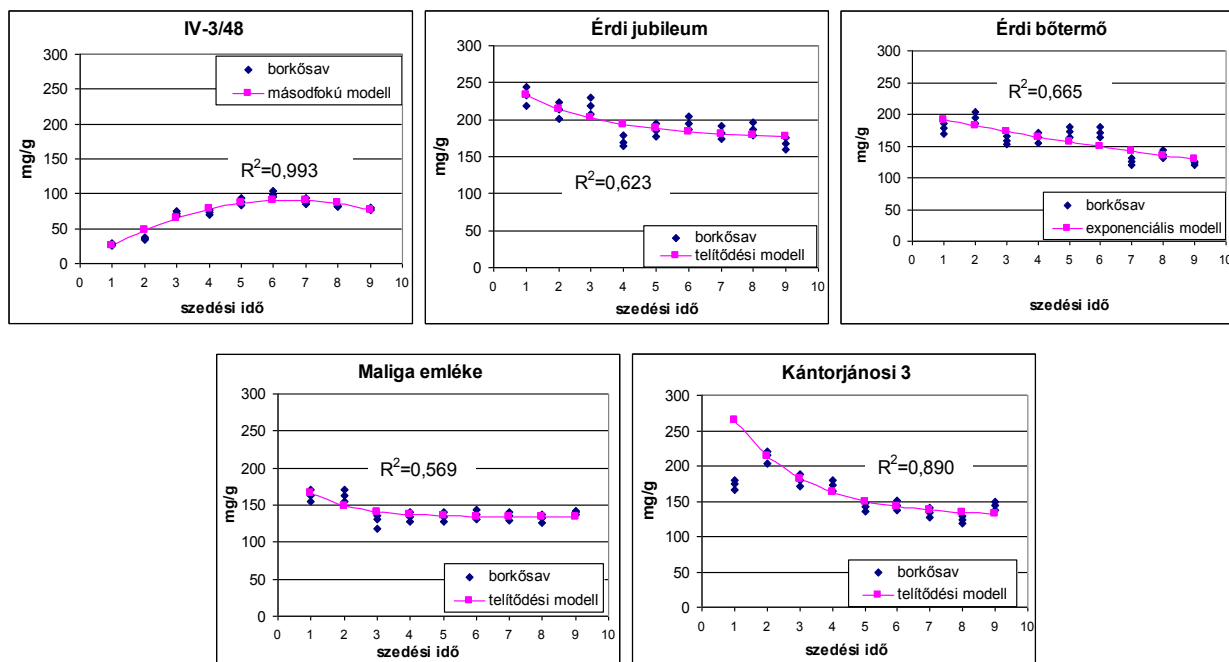 IV-3/48
300
250
200
150
100
50
0
mg/g
borkősav
másodfokú modell
R²=0,993
0 1 2 3 4 5 6 7 8 9 10
szedési idő
Érdi jubileum
300
250
200
150
100
50
0
mg/g
R²=0,623
borkősav
telítődési modell
0 1 2 3 4 5 6 7 8 9 10
szedési idő
Érdi bőtermő
300
250
200
150
100
50
0
mg/g
R²=0,665
borkősav
exponenciális modell
0 1 2 3 4 5 6 7 8 9 10
szedési idő
Maliga emléke
300
250
200
150
100
50
0
mg/g
R²=0,569
borkősav
telítődési modell
0 1 2 3 4 5 6 7 8 9 10
szedési idő
Kántorjánosi 3
300
250
200
150
100
50
0
mg/g
R²=0,890
borkősav
telítődési modell
0 1 2 3 4 5 6 7 8 9 10
szedési idő